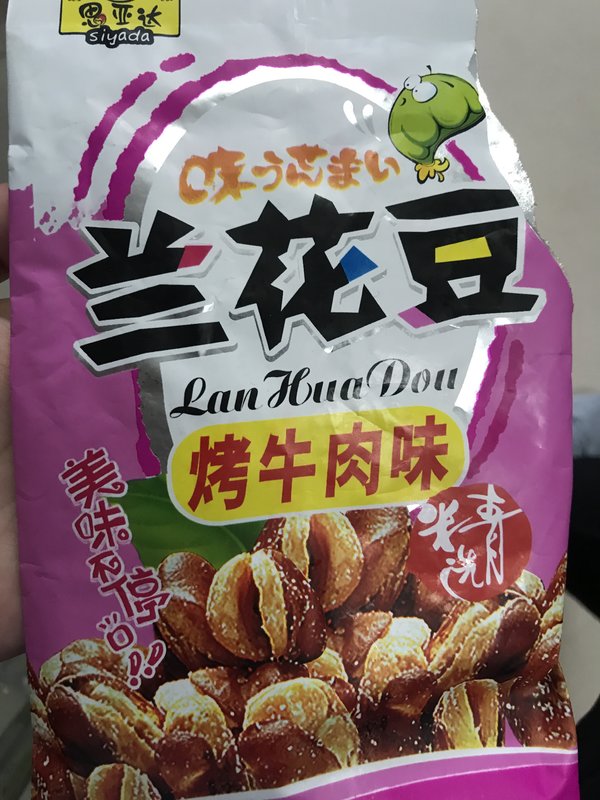 思亚达
siyada
味うまい
兰花豆
Lan Hua Dou
烤牛肉味
美味不停口!!
精选